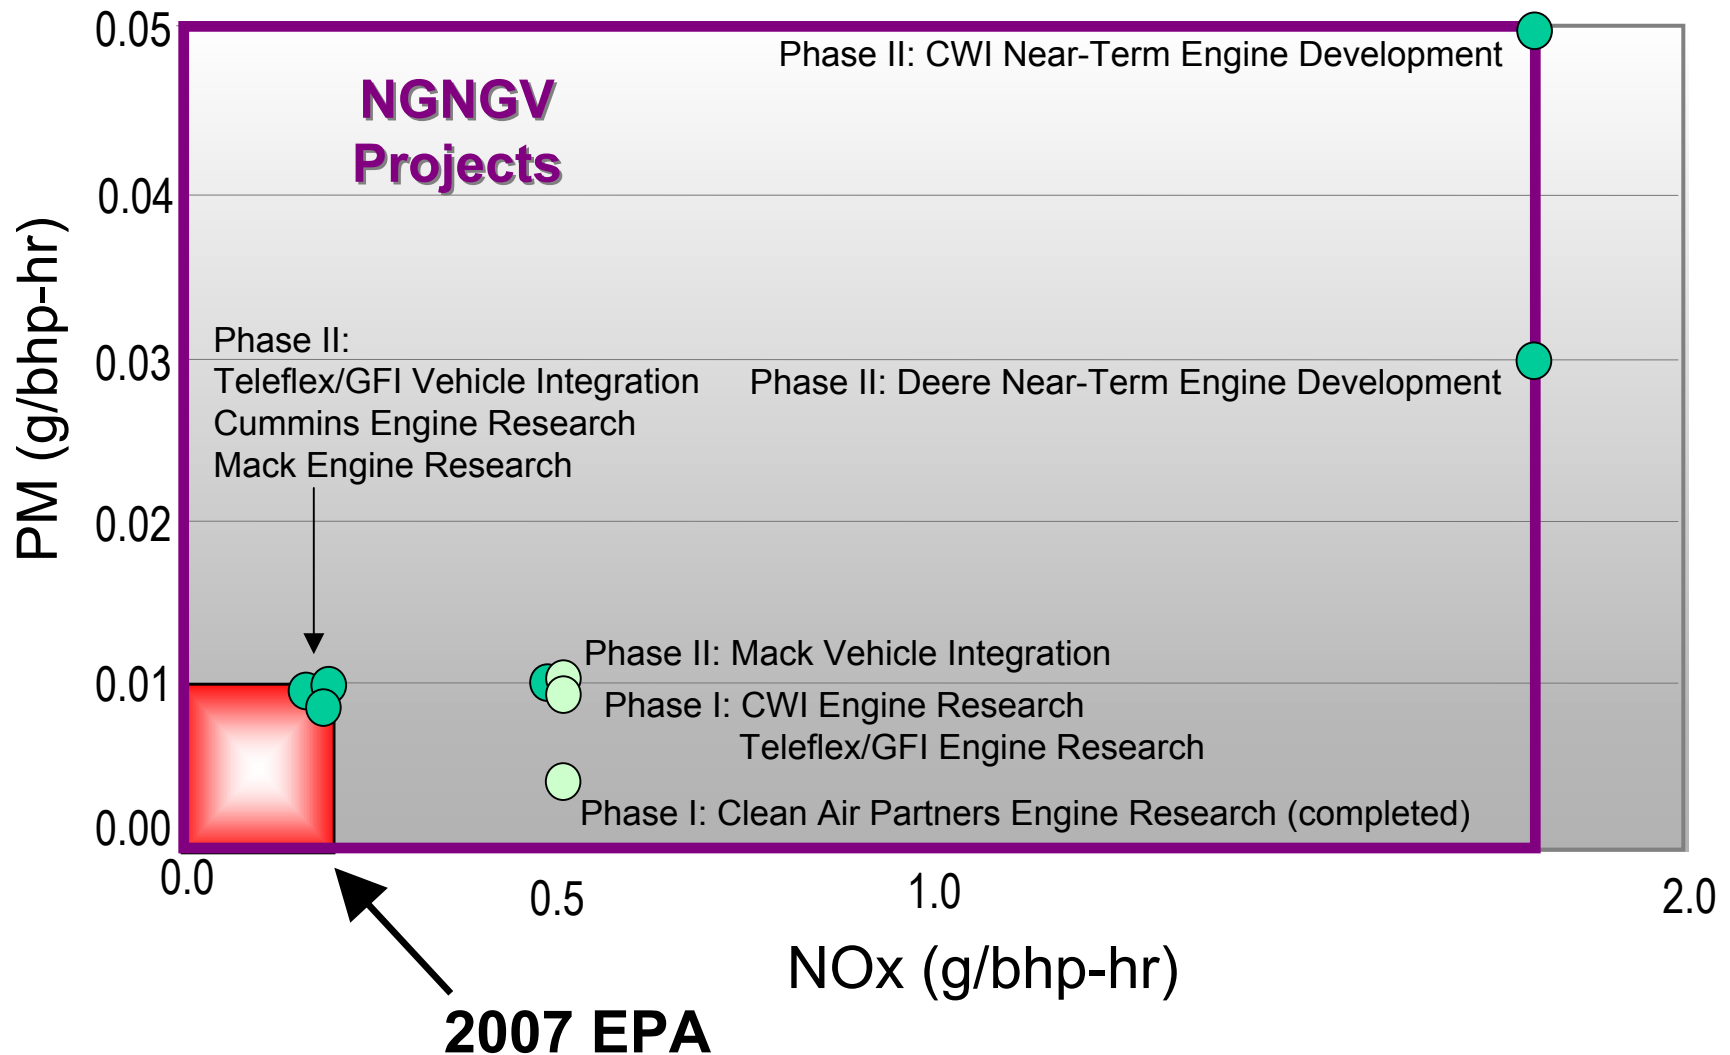 0.05
Phase II: CWI Near-Term Engine Development
NGNGV
Projects
0.04
PM (g/bhp-hr)
Phase II:
Teleflex/GFI Vehicle Integration
Cummins Engine Research
Mack Engine Research
0.03
Phase II: Deere Near-Term Engine Development
0.02
Phase II: Mack Vehicle Integration
0.01
Phase I: CWI Engine Research
Teleflex/GFI Engine Research
Phase I: Clean Air Partners Engine Research (completed)
0.00
0.0
0.5
1.0
2.0
NOx (g/bhp-hr)
2007 EPA